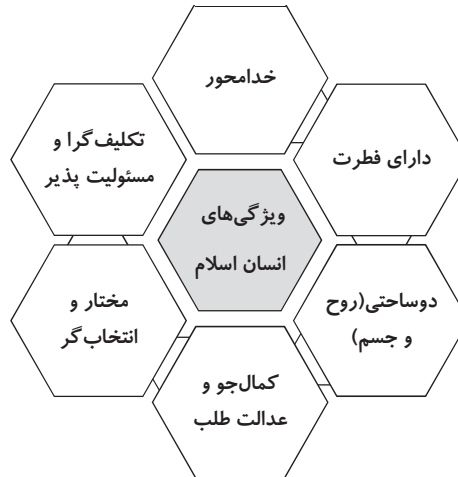 خدامحور
دارای فطرت
دوساحتی(روح
و جسم)
کمال‌جو و
عدالت طلب
مختار و
انتخاب‌گر
تکلیف‌گرا و
مسئولیت پذیر
ویژگی‌های
انسان اسلام